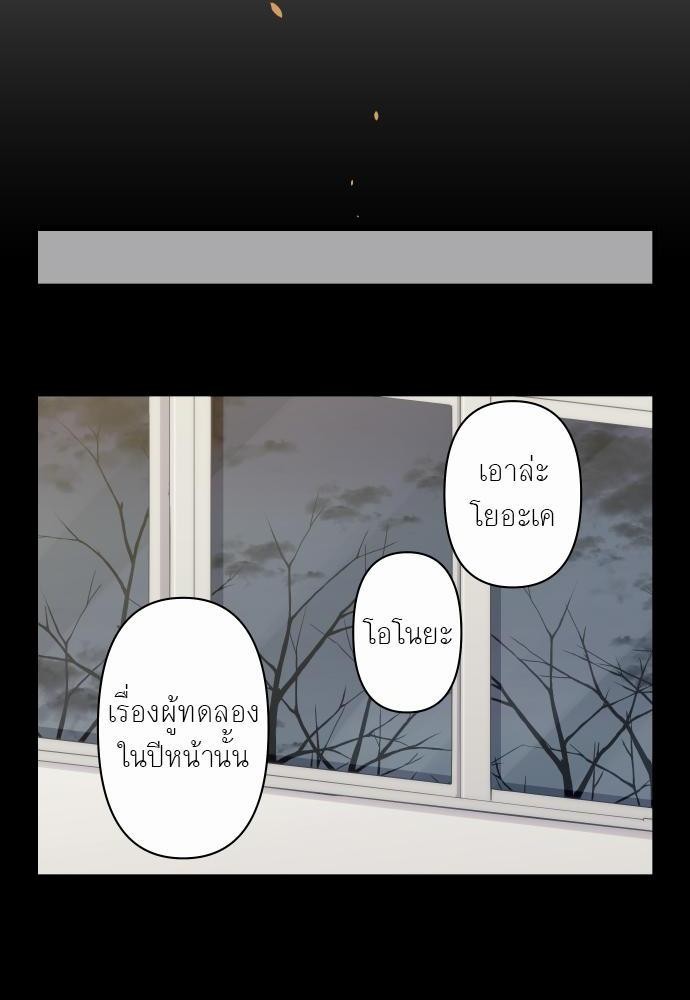 เอาล่ะ
โยอะเค
โอโนยะ
เรื่องผู้ทดลอง
ในปีหน้านั้น